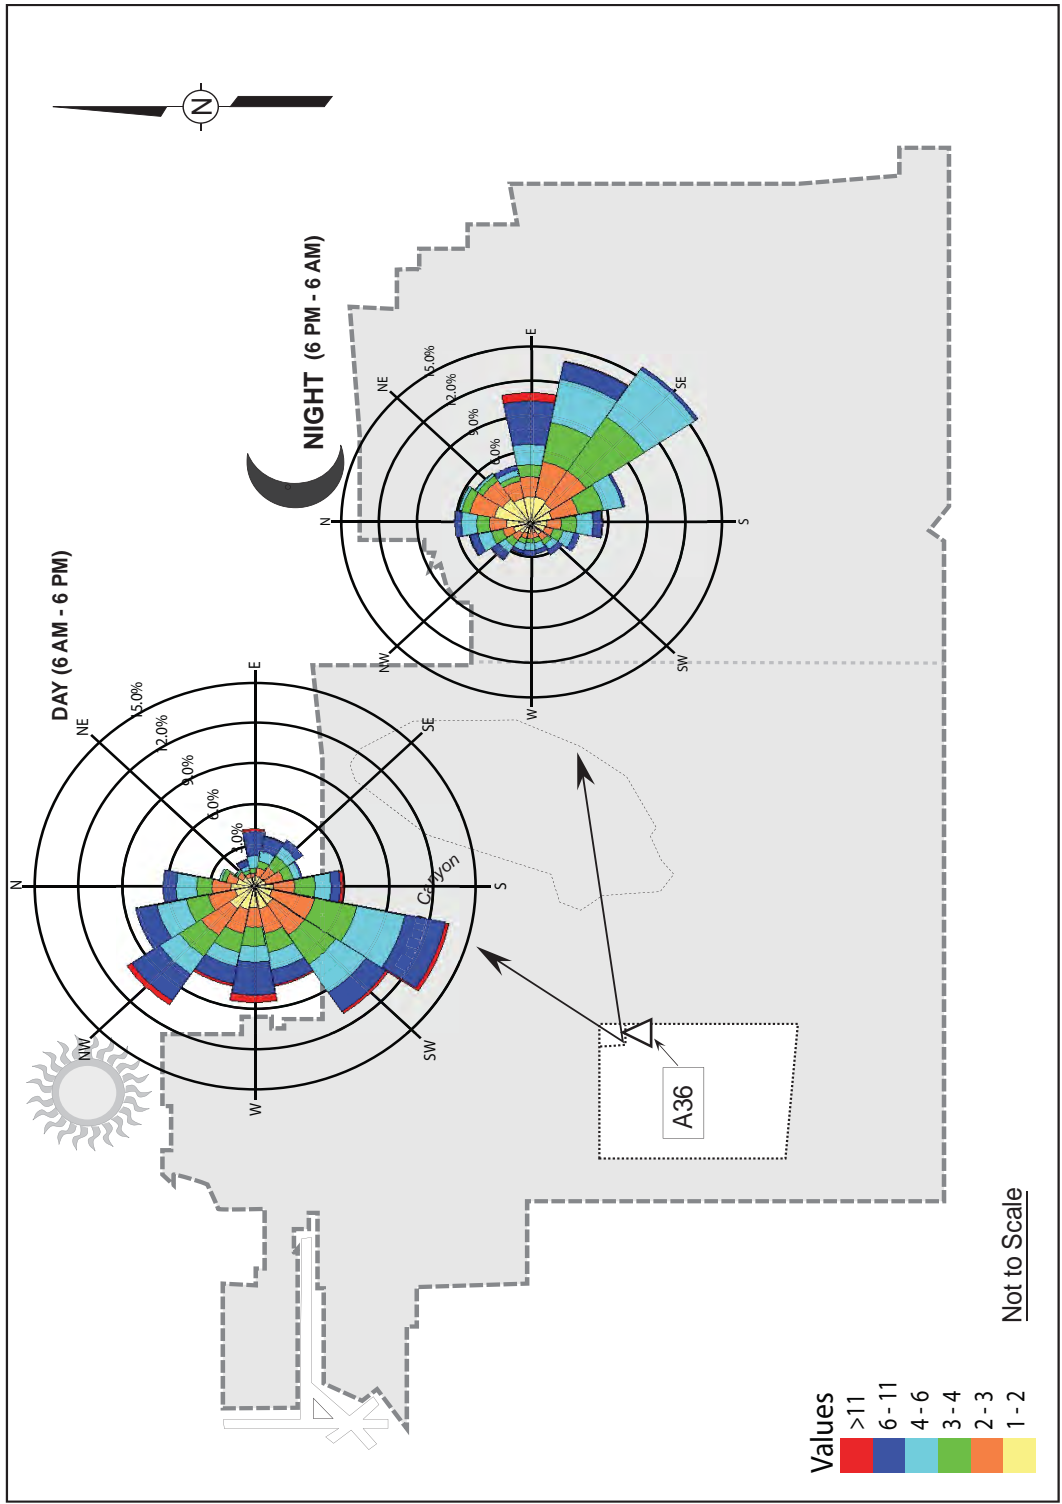 N
DAY (6 AM - 6 PM)
N
NE
E
SE
S
SW
W
NW
3.0%
6.0%
9.0%
12.0%
15.0%
NIGHT (6 PM - 6 AM)
N
NE
E
SE
S
SW
W
NW
6.0%
9.0%
12.0%
15.0%
Canyon
A36
Values
>11
6 - 11
4 - 6
3 - 4
2 - 3
1 - 2
Not to Scale